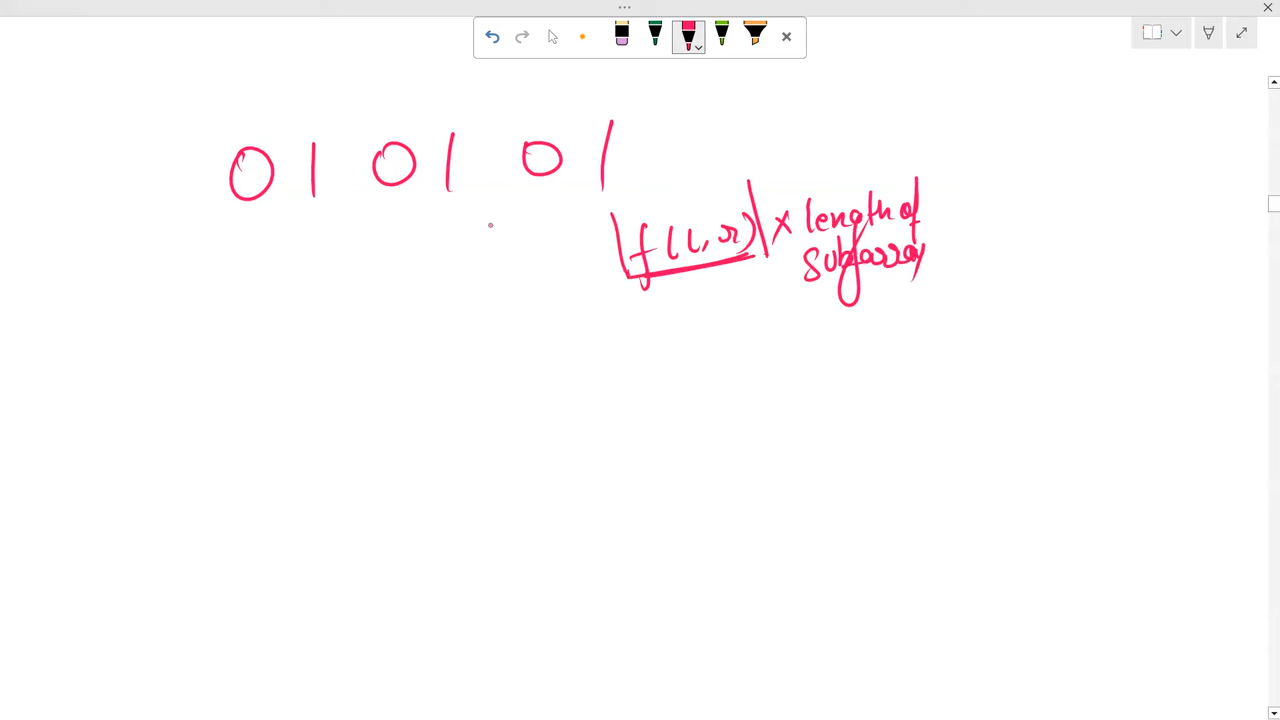 0 1 0 1 0 1
|f(l, r)| × length of
subarray